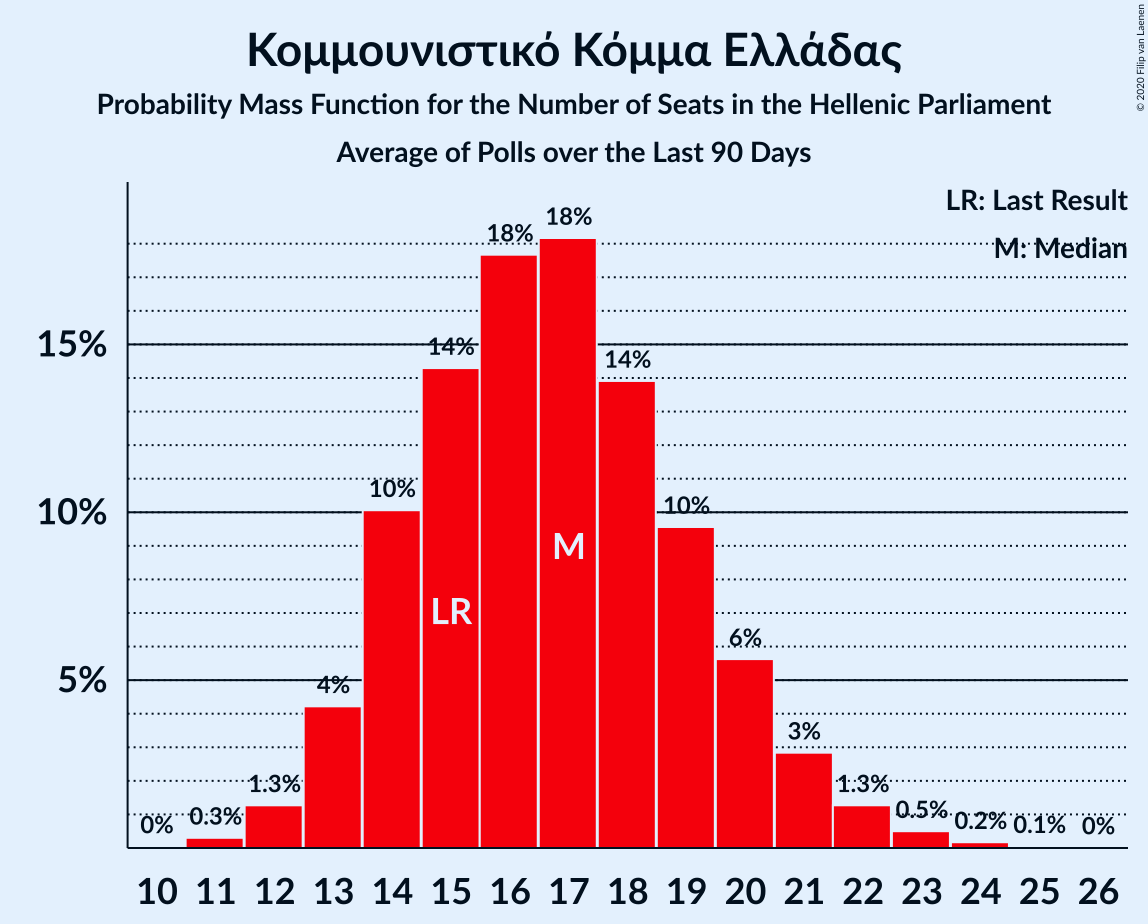 Κομμουνιστικό Κόμμα Ελλάδας
Probability Mass Function for the Number of Seats in the Hellenic Parliament
Average of Polls over the Last 90 Days
© 2020 Filip van Laenen
LR: Last Result
M: Median
15%
10%
5%
0%
0.3%
1.3%
4%
10%
14%
18%
18%
14%
10%
6%
3%
1.3%
0.5%
0.2%
0.1%
0%
LR
M
10 11 12 13 14 15 16 17 18 19 20 21 22 23 24 25 26